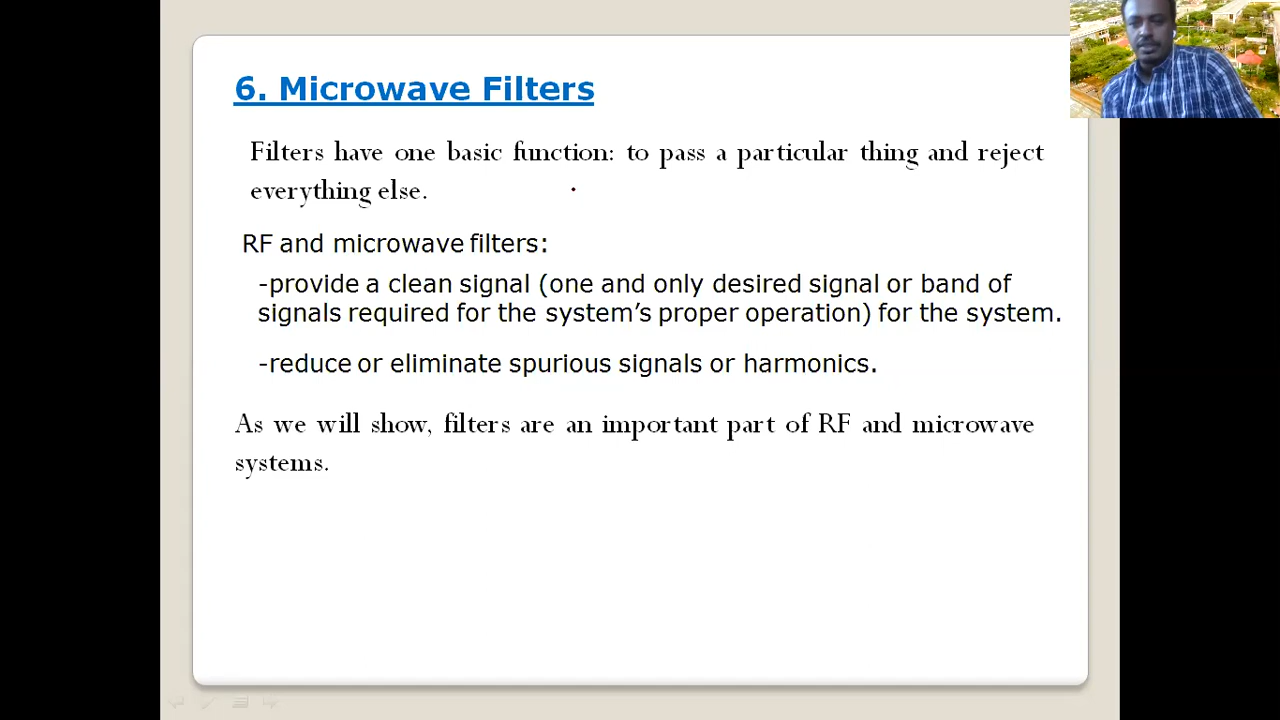 6. Microwave Filters
Filters have one basic function: to pass a particular thing and reject
everything else.
RF and microwave filters:
-provide a clean signal (one and only desired signal or band of
signals required for the system’s proper operation) for the system.
-reduce or eliminate spurious signals or harmonics.
As we will show, filters are an important part of RF and microwave
systems.